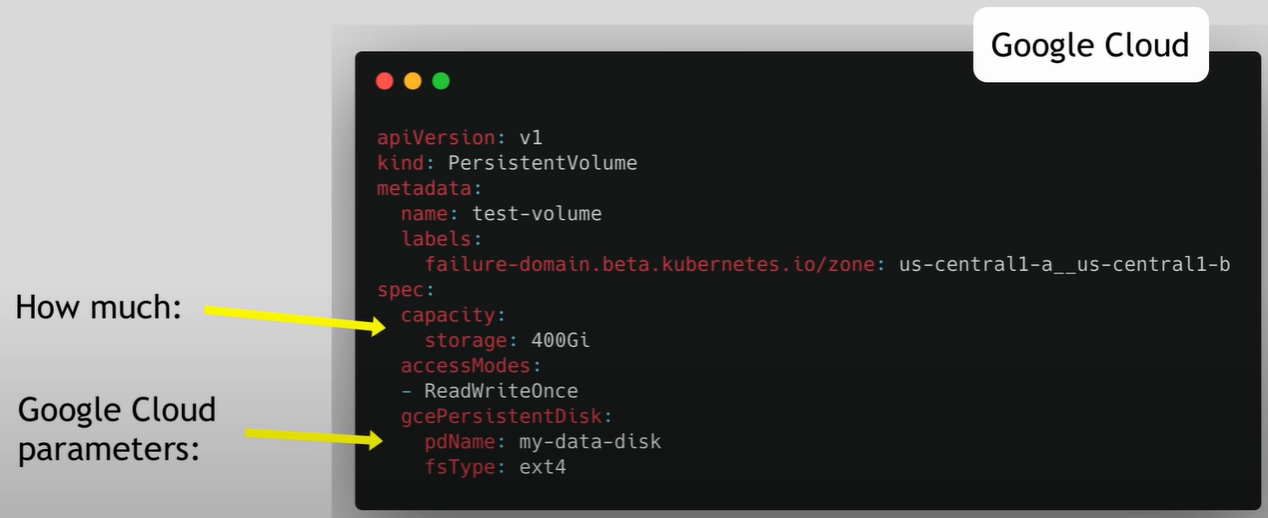 Google Cloud
apiVersion: v1
kind: PersistentVolume
metadata:
  name: test-volume
  labels:
    failure-domain.beta.kubernetes.io/zone: us-central1-a__us-central1-b
spec:
How much:
  capacity:
    storage: 400Gi
  accessModes:
  - ReadWriteOnce
Google Cloud
parameters:
  gcePersistentDisk:
    pdName: my-data-disk
    fsType: ext4